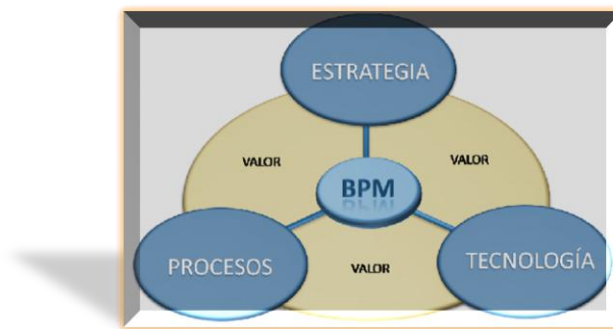 ESTRATEGIA
VALOR
VALOR
BPM
PROCESOS
VALOR
TECNOLOGÍA